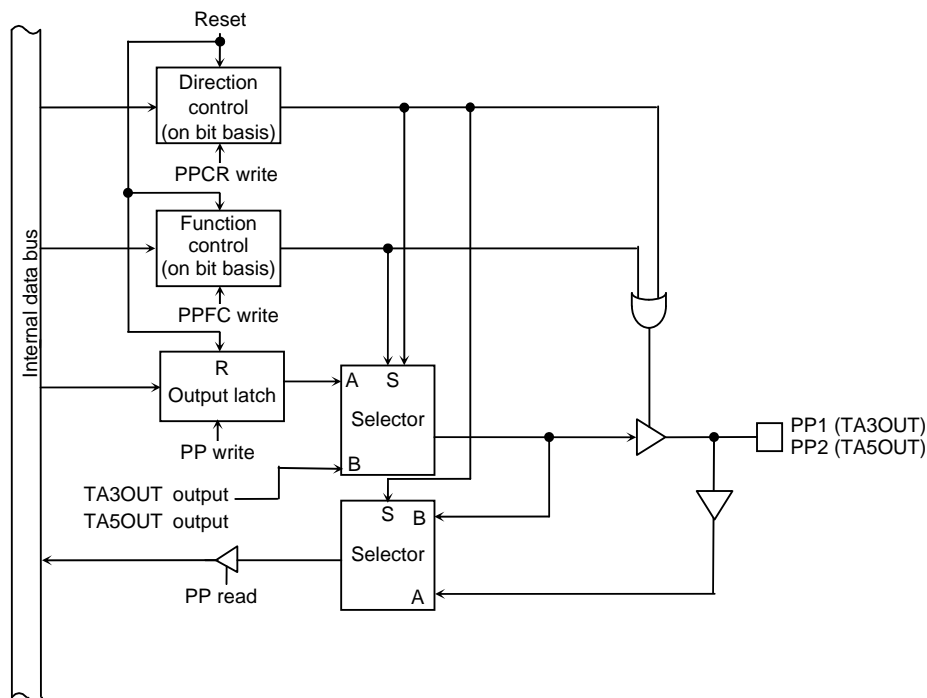 Reset
Direction
control
(on bit basis)
PPCR write
Function
control
(on bit basis)
PPFC write
Internal data bus
R
Output latch
PP write
A
S
Selector
B
TA3OUT output
TA5OUT output
PP1 (TA3OUT)
PP2 (TA5OUT)
S
B
Selector
A
PP read